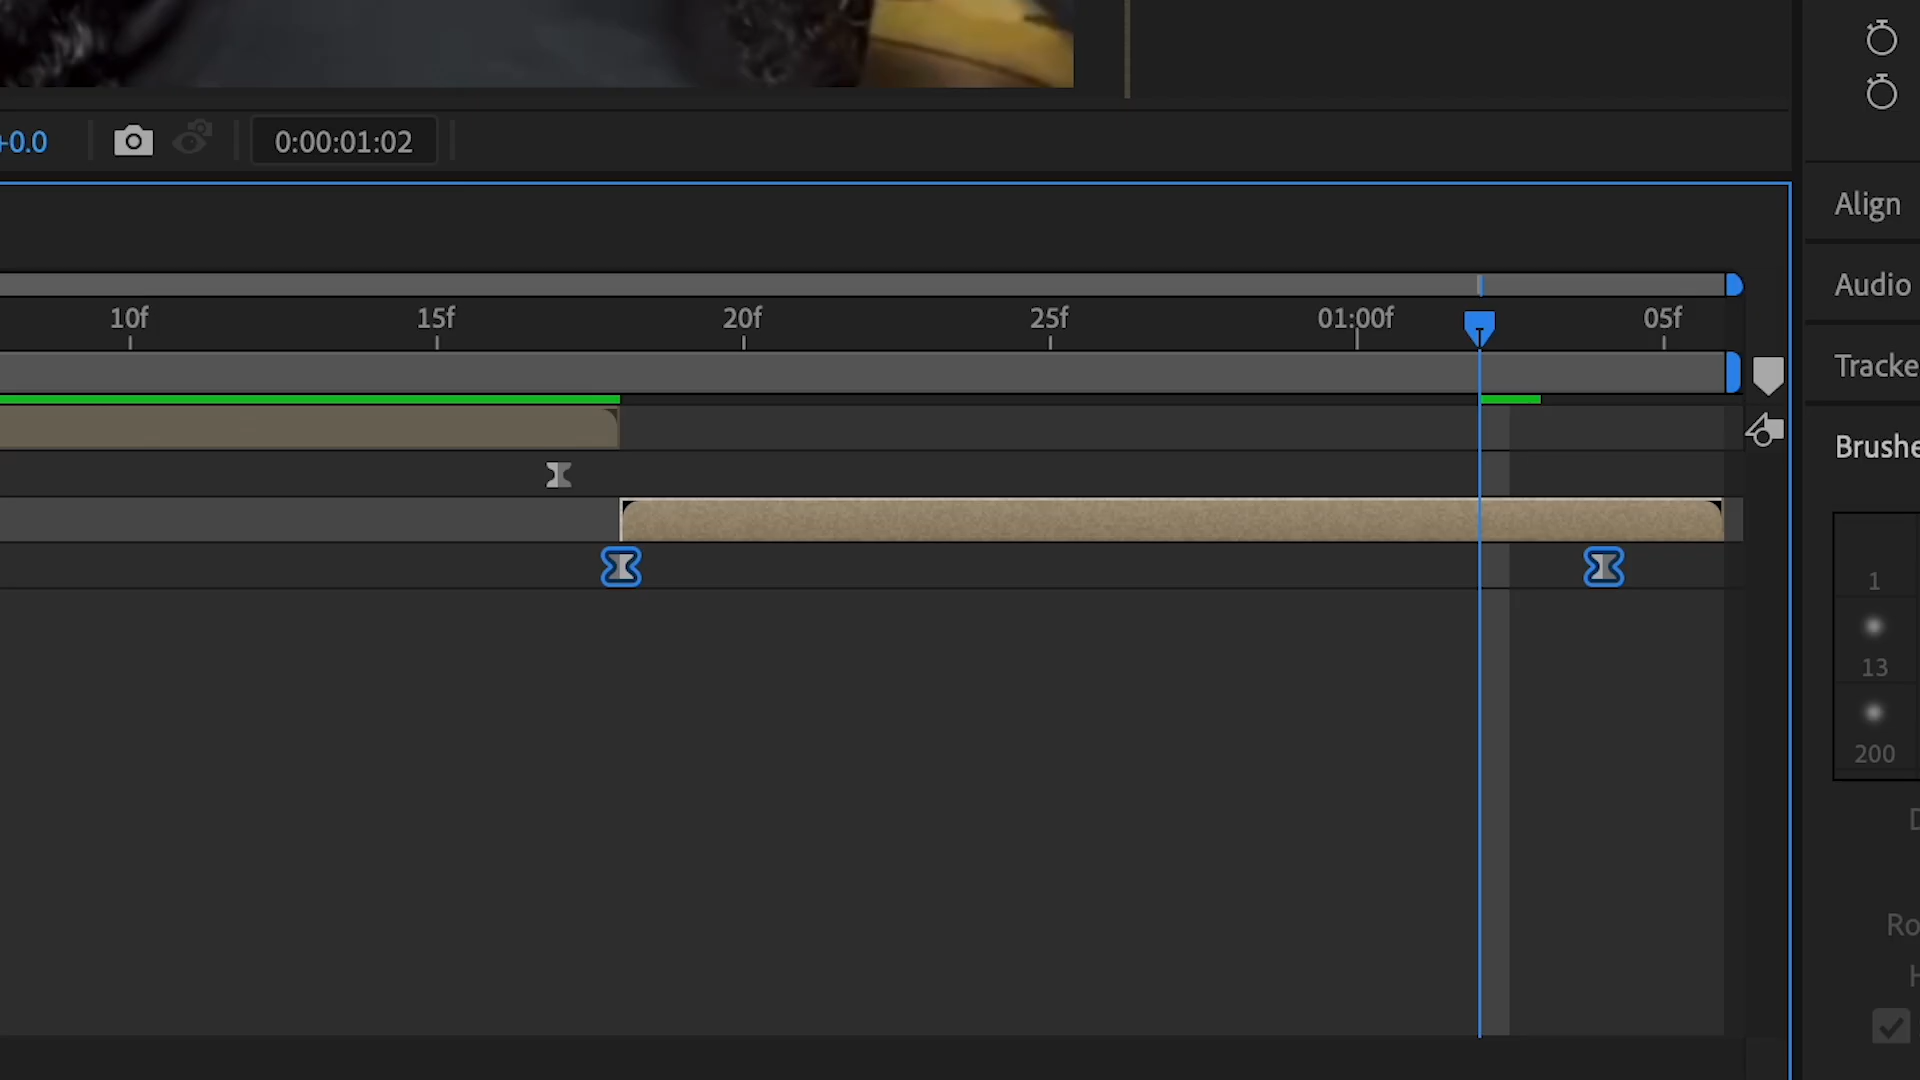 +0.0 0:00:01:02
Align
Audio
10f 15f 20f 25f 01:00f 05f
Tracke
Brushe
1
13
200
Ro